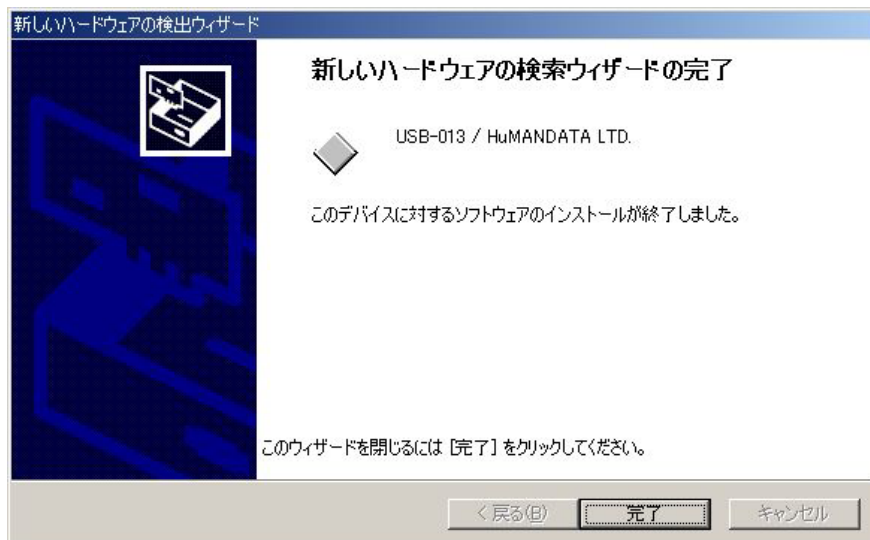 新しいハードウェアの検出ウィザード
新しいハードウェアの検索ウィザードの完了
USB-013 / HuMANDATA LTD.
このデバイスに対するソフトウェアのインストールが終了しました。
このウィザードを閉じるには [完了] をクリックしてください。
< 戻る(B)
完了
キャンセル